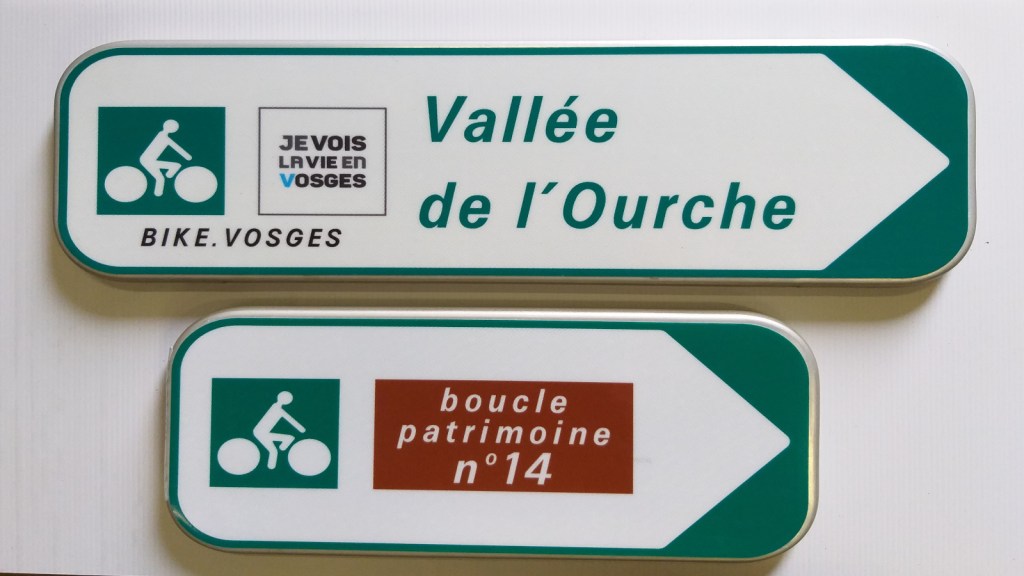 JE VOIS
LA VIE EN
VOSGES
BIKE.VOSGES
Vallée
de l'Ourche
boucle
patrimoine
n°14